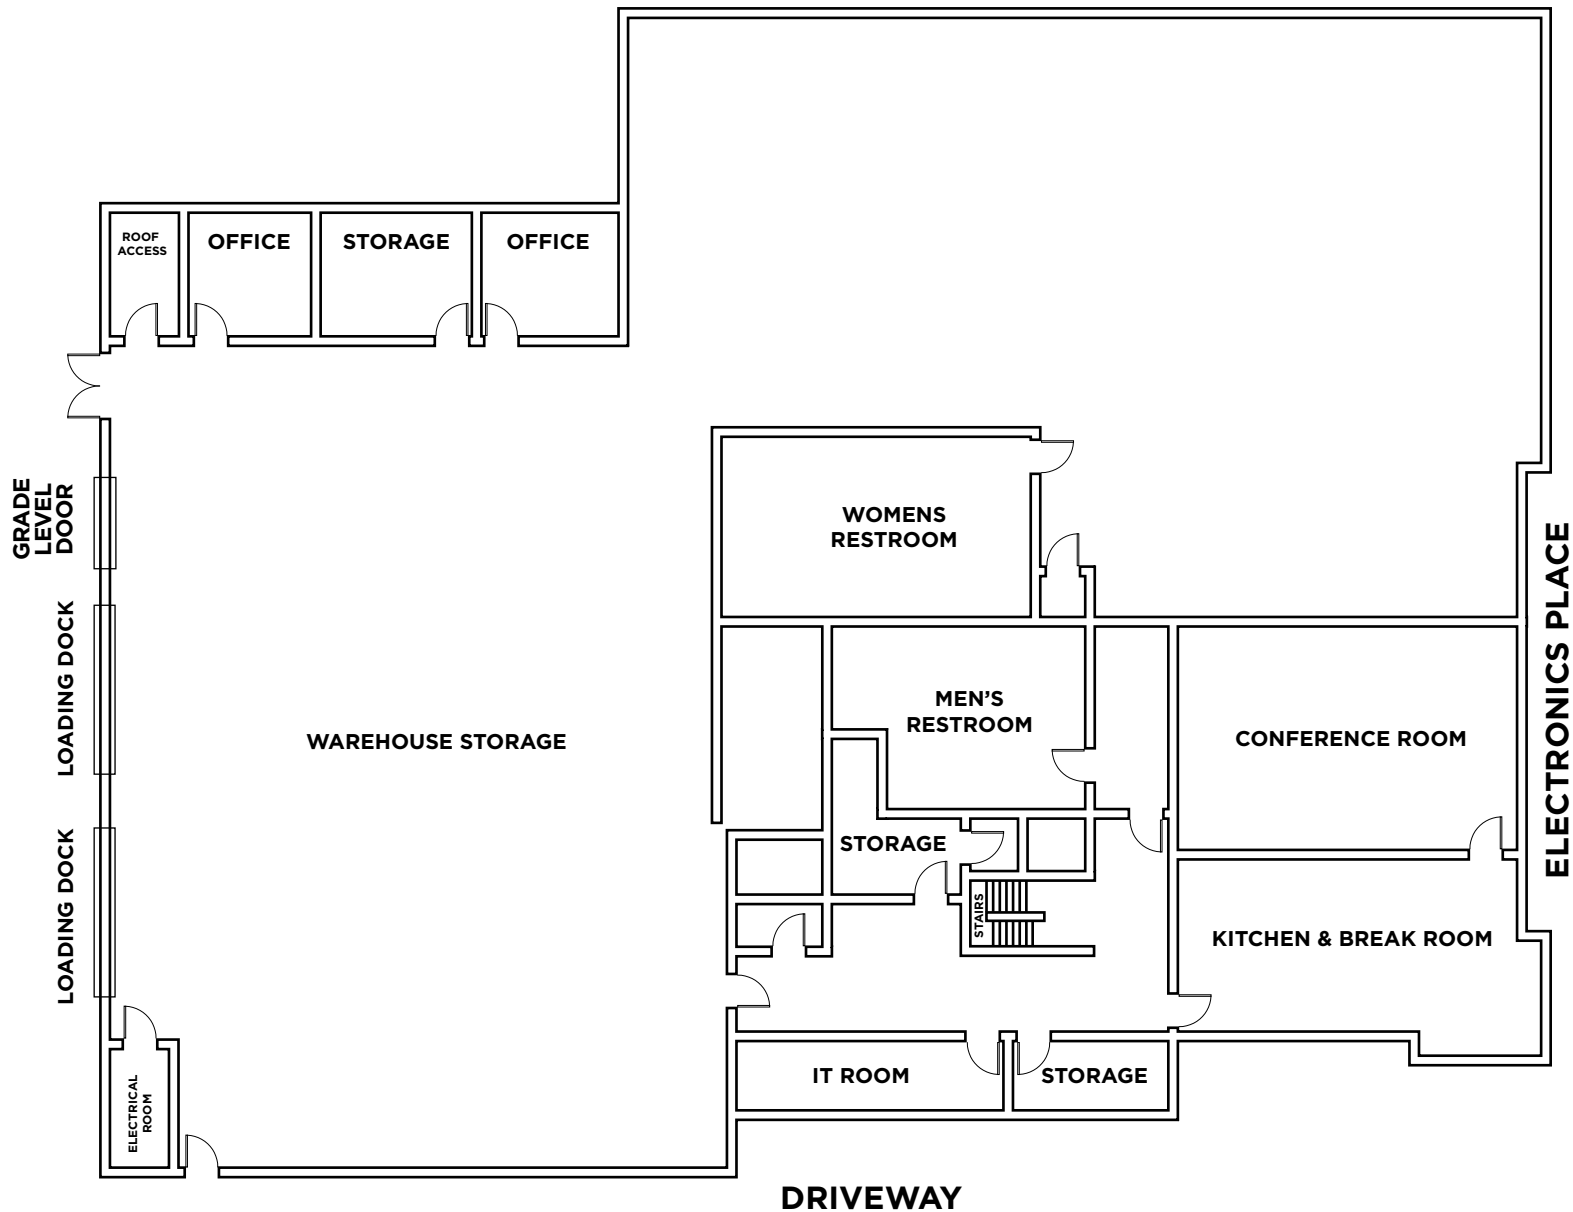 ROOF
ACCESS
OFFICE
STORAGE
OFFICE
GRADE
LEVEL
DOOR
WOMENS
RESTROOM
LOADING DOCK
WAREHOUSE STORAGE
MEN'S
RESTROOM
CONFERENCE ROOM
ELECTRONICS PLACE
LOADING DOCK
STORAGE
STAIRS
KITCHEN & BREAK ROOM
ELECTRICAL
ROOM
IT ROOM
STORAGE
DRIVEWAY